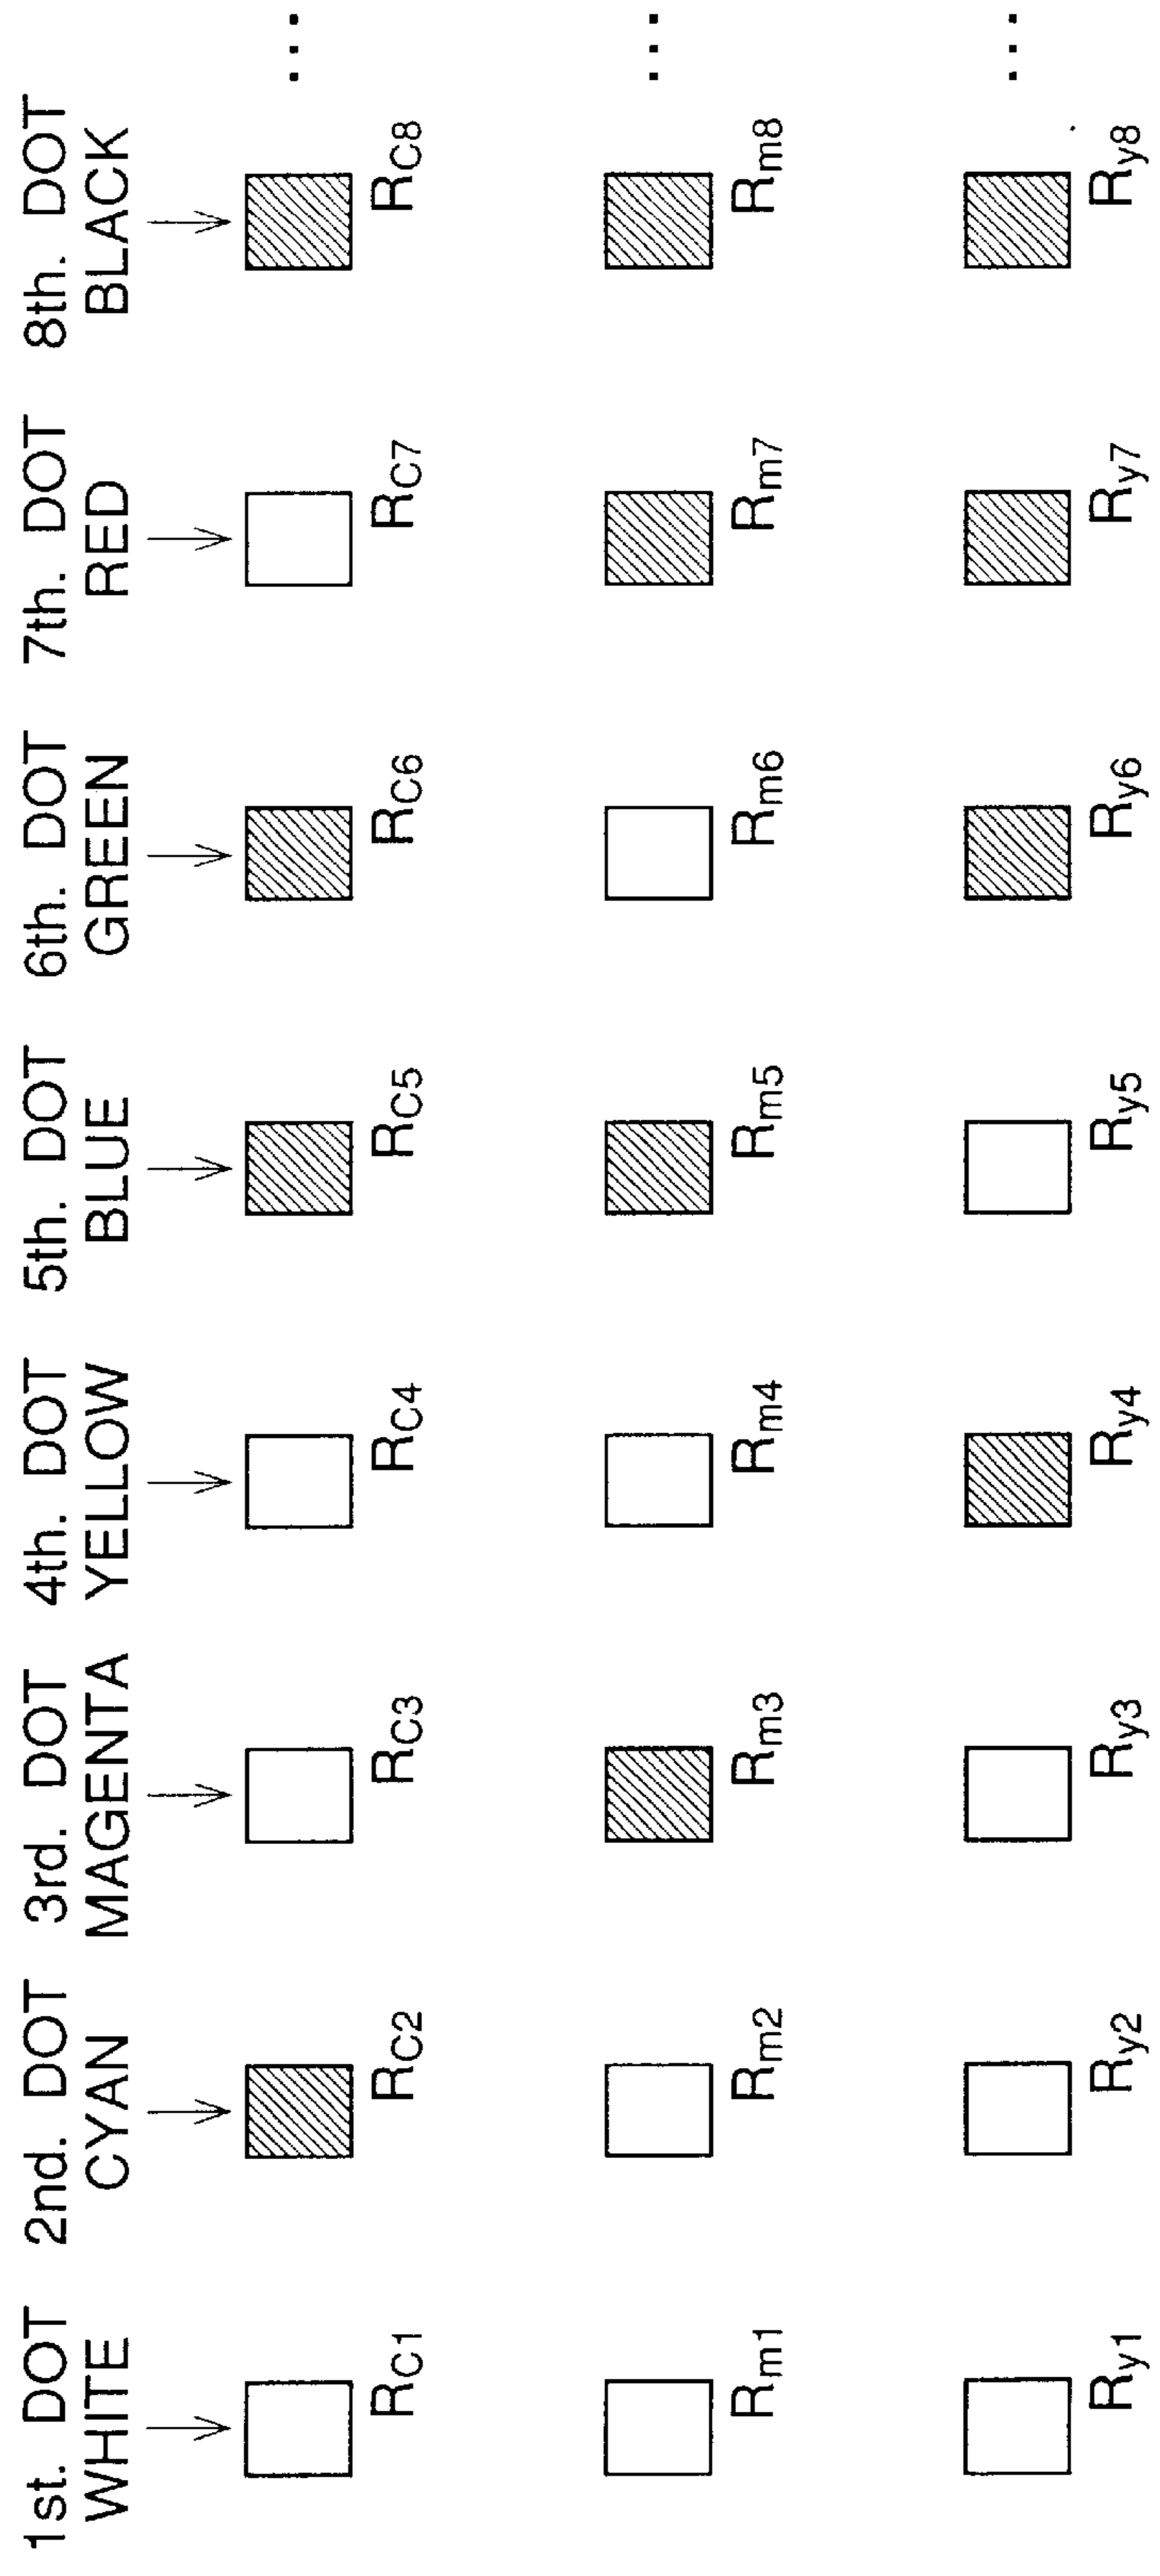 1st. DOT 2nd. DOT 3rd. DOT 4th. DOT 5th. DOT 6th. DOT 7th. DOT 8th. DOT
WHITE CYAN MAGENTA YELLOW BLUE GREEN RED BLACK
...
RC1 RC2 RC3 RC4 RC5 RC6 RC7 RC8
...
Rm1 Rm2 Rm3 Rm4 Rm5 Rm6 Rm7 Rm8
...
Ry1 Ry2 Ry3 Ry4 Ry5 Ry6 Ry7 Ry8